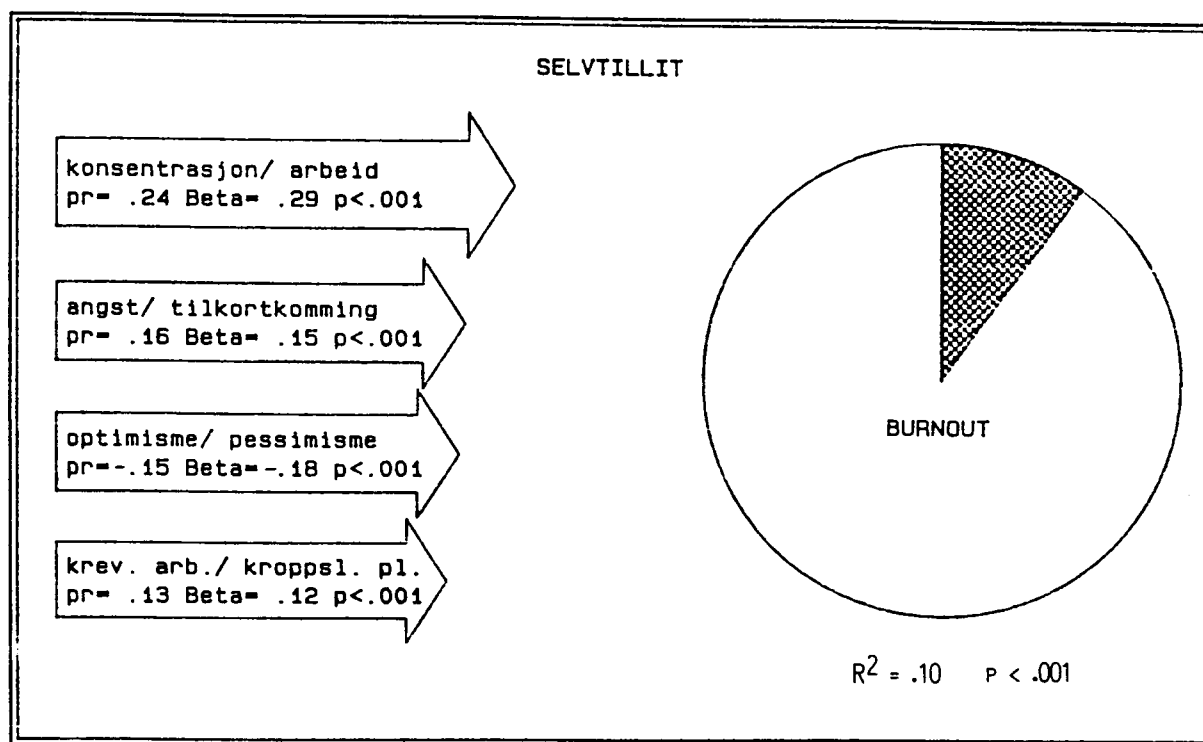 SELVTILLIT
konsentrasjon/ arbeid
pr= .24 Beta= .29 p<.001
angst/ tilkortkomming
pr= .16 Beta= .15 p<.001
optimisme/ pessimisme
pr=-.15 Beta=-.18 p<.001
krev. arb./ kroppsl. pl.
pr= .13 Beta= .12 p<.001
BURNOUT
R² = .10 P < .001